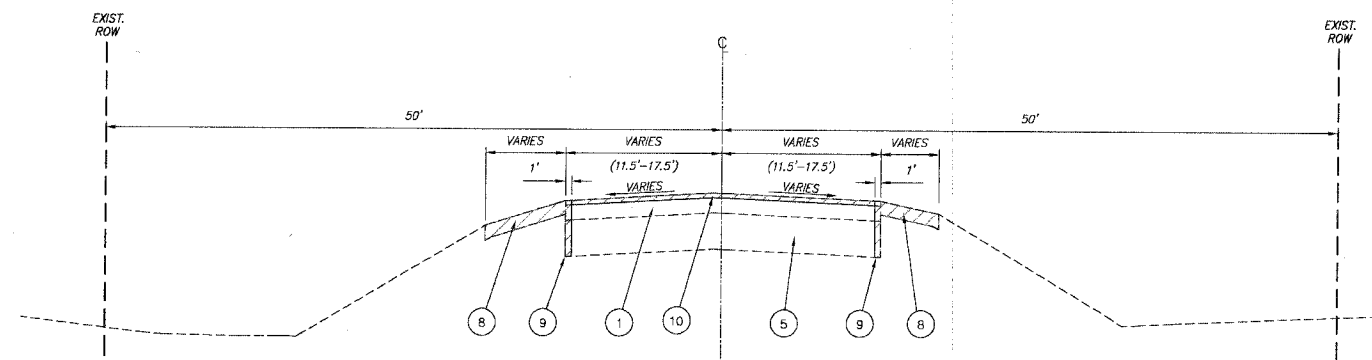 EXIST.
ROW
EXIST.
ROW
℄
50'
50'
VARIES
VARIES
VARIES
VARIES
1'
(11.5'-17.5')
(11.5'-17.5')
1'
VARIES
VARIES
8
9
1
10
5
9
8